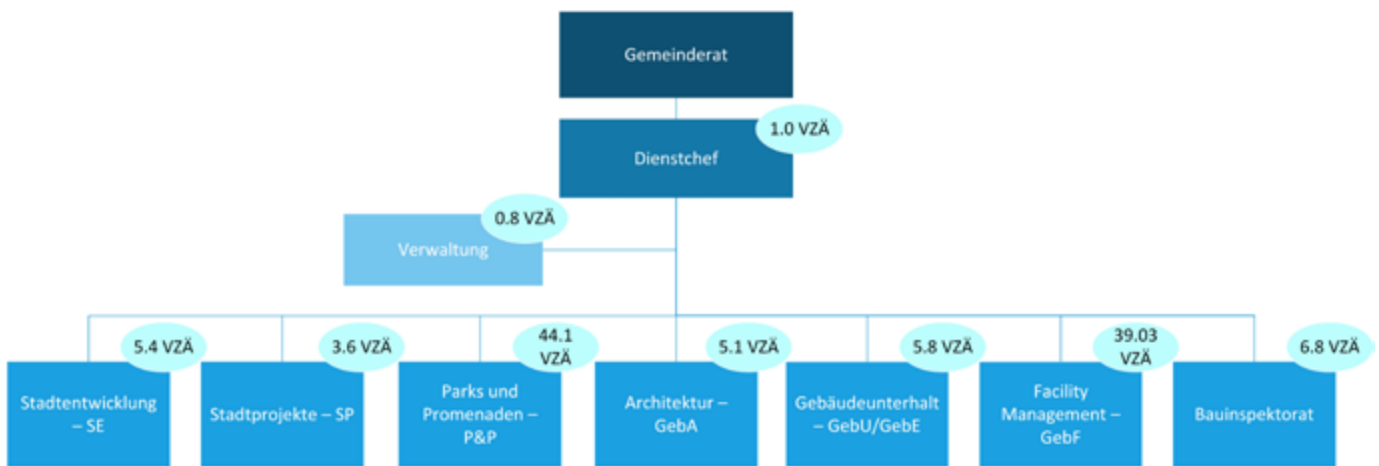 Gemeinderat
1.0 VZÄ
Dienstchef
0.8 VZÄ
Verwaltung
5.4 VZÄ
Stadtentwicklung
– SE
3.6 VZÄ
Stadtprojekte – SP
44.1
VZÄ
Parks und
Promenaden –
P&P
5.1 VZÄ
Architektur –
GebA
5.8 VZÄ
Gebäudeunterhalt
– GebU/GebE
39.03
VZÄ
Facility
Management –
GebF
6.8 VZÄ
Bauinspektorat